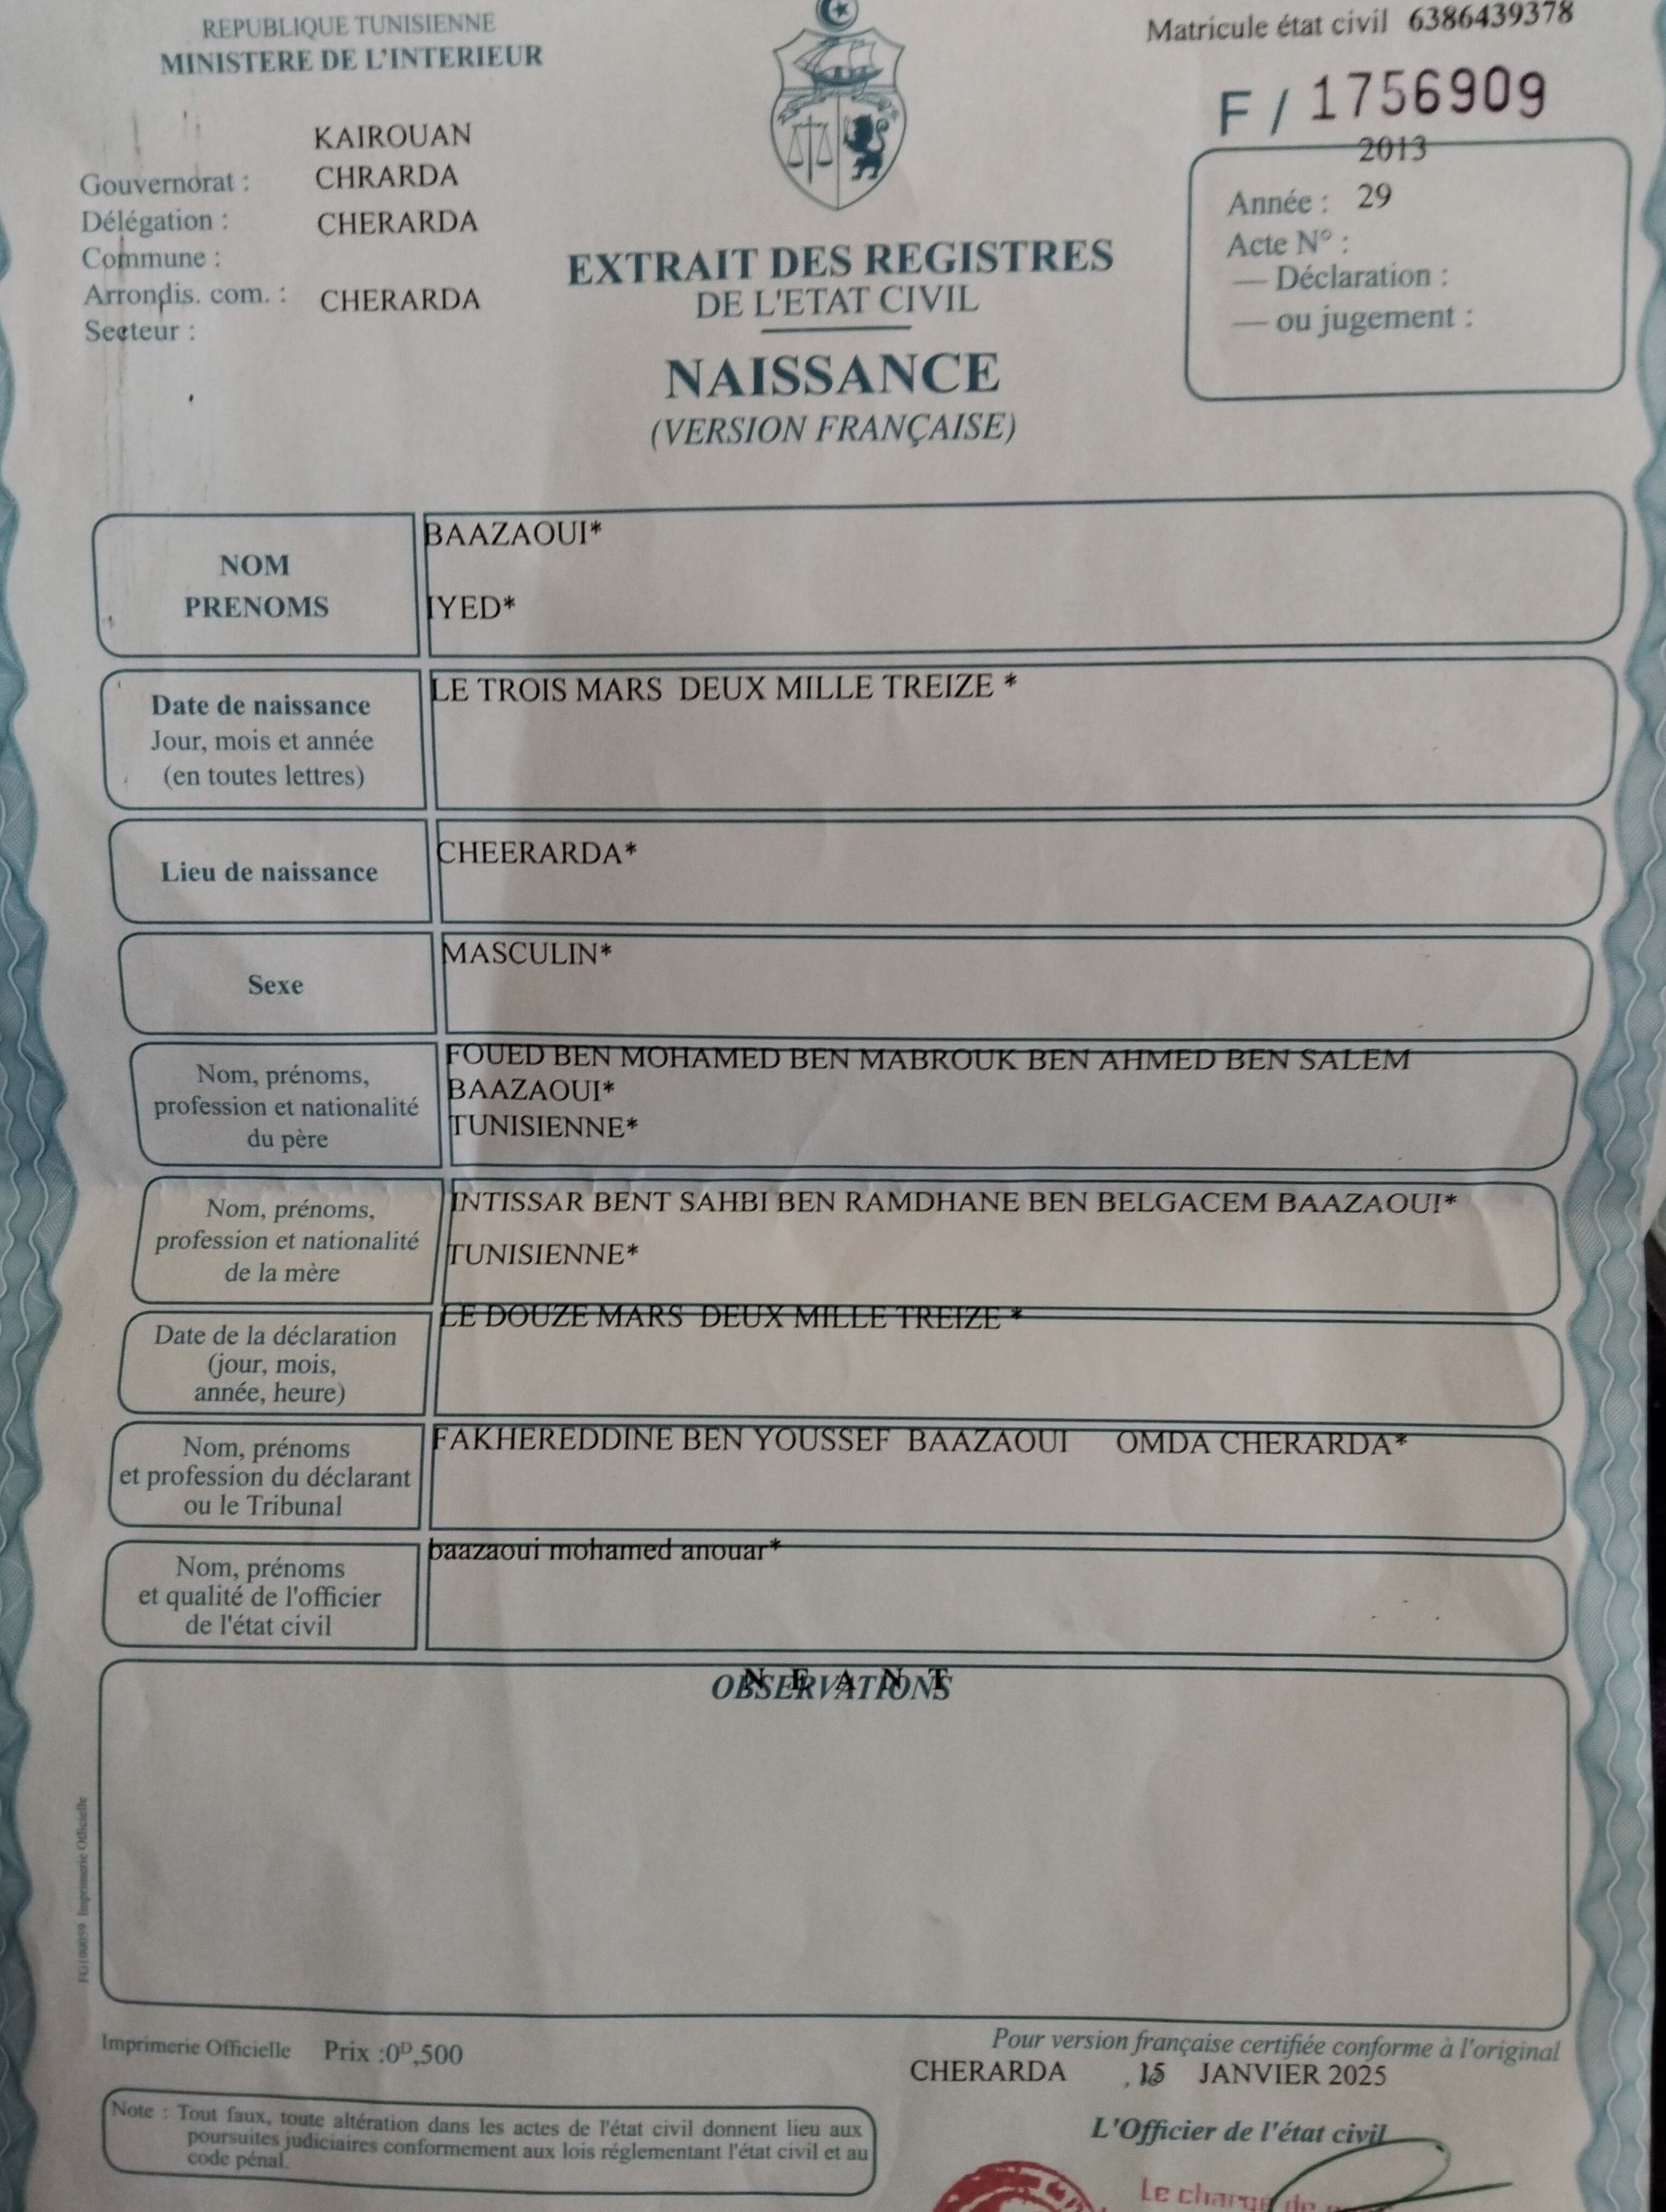 REPUBLIQUE TUNISIENNE
MINISTERE DE L'INTERIEUR
Matricule état civil 6386439378
F / 1756909
KAIROUAN
Gouvernorat : CHRARDA
Délégation : CHERARDA
Commune :
Arrondis. com. : CHERARDA
Secteur :
2013
Année : 29
Acte N° :
— Déclaration :
— ou jugement :
EXTRAIT DES REGISTRES
DE L'ETAT CIVIL
NAISSANCE
(VERSION FRANÇAISE)
NOM
PRENOMS
BAAZAOUI*
IYED*
Date de naissance
Jour, mois et année
(en toutes lettres)
LE TROIS MARS DEUX MILLE TREIZE *
Lieu de naissance
CHEERARDA*
Sexe
MASCULIN*
Nom, prénoms,
profession et nationalité
du père
FOUED BEN MOHAMED BEN MABROUK BEN AHMED BEN SALEM
BAAZAOUI*
TUNISIENNE*
Nom, prénoms,
profession et nationalité
de la mère
INTISSAR BENT SAHBI BEN RAMDHANE BEN BELGACEM BAAZAOUI*
TUNISIENNE*
Date de la déclaration
(jour, mois,
année, heure)
LE DOUZE MARS DEUX MILLE TREIZE *
Nom, prénoms
et profession du déclarant
ou le Tribunal
FAKHEREDDINE BEN YOUSSEF BAAZAOUI OMDA CHERARDA*
Nom, prénoms
et qualité de l'officier
de l'état civil
baazaoui mohamed anouar*
OBSERVATIONS
N E A N T
FG100059 Imprimerie Officielle
Imprimerie Officielle Prix :0ᴰ,500
Pour version française certifiée conforme à l'original
CHERARDA , 15 JANVIER 2025
Note : Tout faux, toute altération dans les actes de l'état civil donnent lieu aux
poursuites judiciaires conformement aux lois réglementant l'état civil et au
code pénal.
L'Officier de l'état civil
Le chargé de